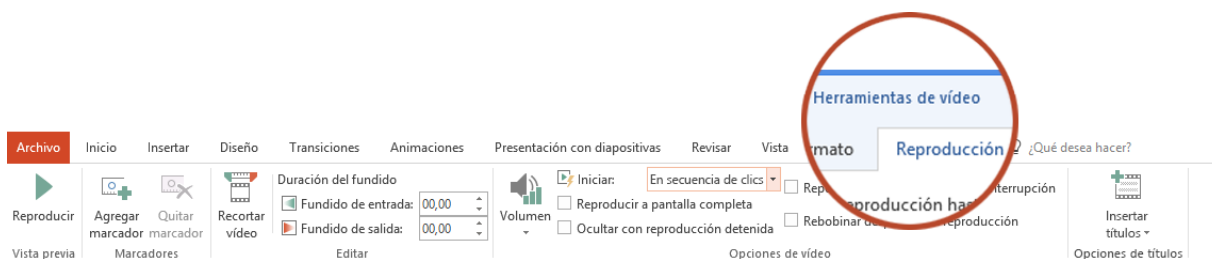 Herramientas de vídeo
Archivo Inicio Insertar Diseño Transiciones Animaciones Presentación con diapositivas Revisar Vista rmato Reproducción ¿Qué desea hacer?
Reproducir
Vista previa
Agregar marcador
Quitar marcador
Marcadores
Recortar vídeo
Duración del fundido
Fundido de entrada: 00,00
Fundido de salida: 00,00
Editar
Volumen
Iniciar: En secuencia de clics
Reproducir a pantalla completa
Ocultar con reproducción detenida
Rep producción has terrupción
Rebobinar de reproducción
Opciones de vídeo
Insertar títulos
Opciones de títulos